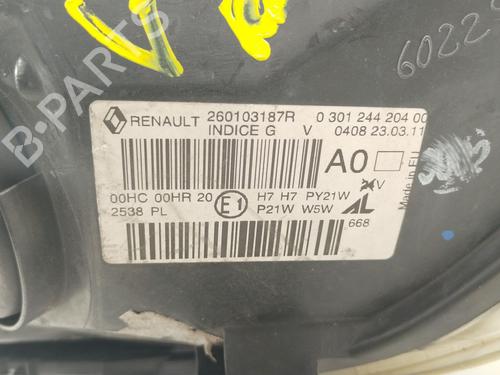 6022
RENAULT 260103187R 0 301 244 204 00
INDICE G V 0408 23.03.11
A0
00HC 00HR 20 E1 H7 H7 PY21W V
2538 PL P21W W5W AL
668
Made in EU
B-PARTS